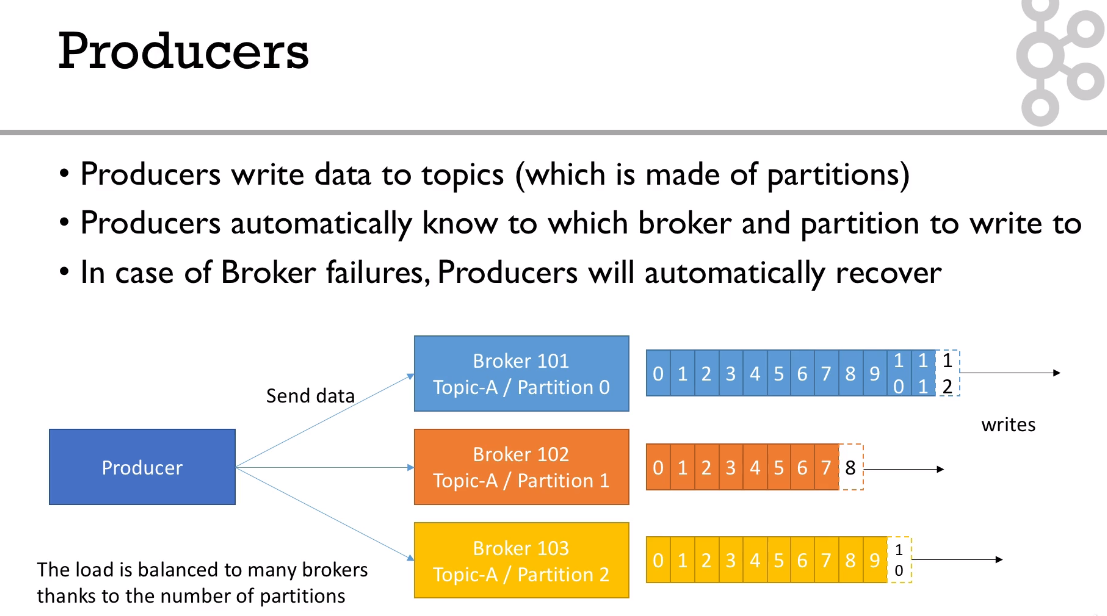 Producers
• Producers write data to topics (which is made of partitions)
• Producers automatically know to which broker and partition to write to
• In case of Broker failures, Producers will automatically recover
Send data
Producer
Broker 101
Topic-A / Partition 0
0 1 2 3 4 5 6 7 8 9 10 11 12
writes
Broker 102
Topic-A / Partition 1
0 1 2 3 4 5 6 7 8
Broker 103
Topic-A / Partition 2
0 1 2 3 4 5 6 7 8 9 10
The load is balanced to many brokers
thanks to the number of partitions